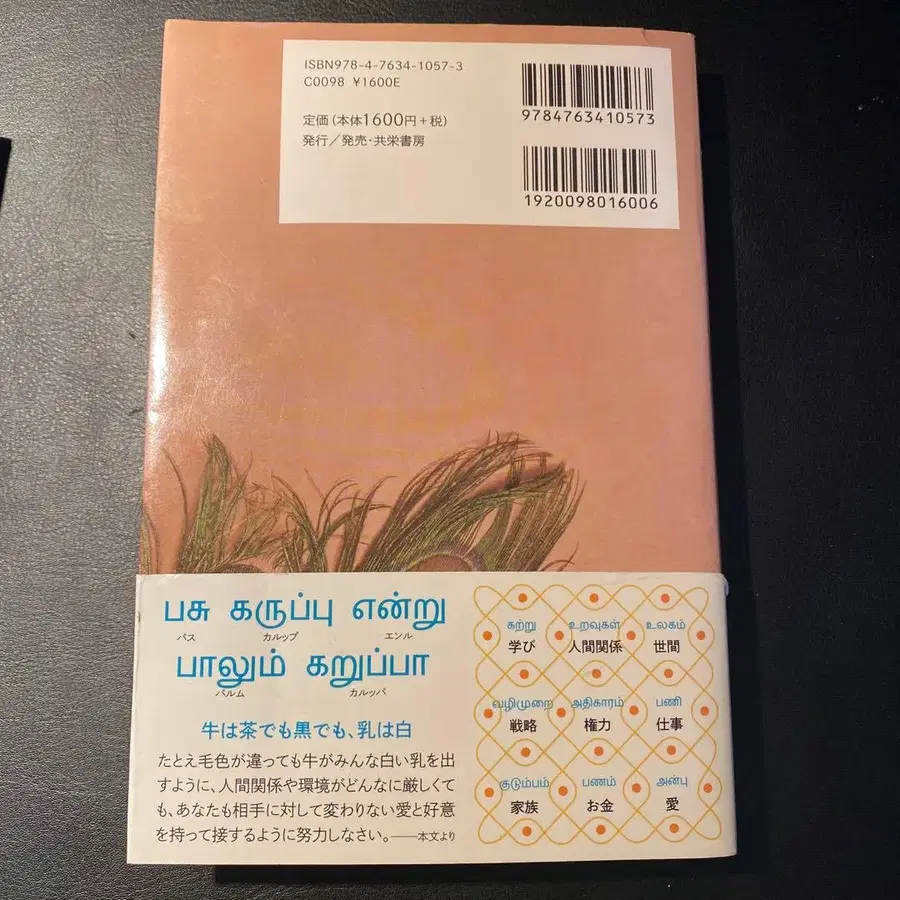 ISBN978-4-7634-1057-3
C0098 ¥1600E
定価（本体1600円+税）
発行／発売・共栄書房
9784763410573
1920098016006
பசு கருப்பு என்று
パス カルップ エンル
பாலும் கறுப்பா
パルム カルッパ
牛は茶でも黒でも、乳は白
たとえ毛色が違っても牛がみんな白い乳を出
すように、人間関係や環境がどんなに厳しくて
も、あなたも相手に対して変わりない愛と好意
を持って接するように努力しなさい。——本文より
கற்று உறவுகள் உலகம்
学び 人間関係 世間
வழிமுறை அதிகாரம் பணி
戦略 権力 仕事
குடும்பம் பணம் அன்பு
家族 お金 愛